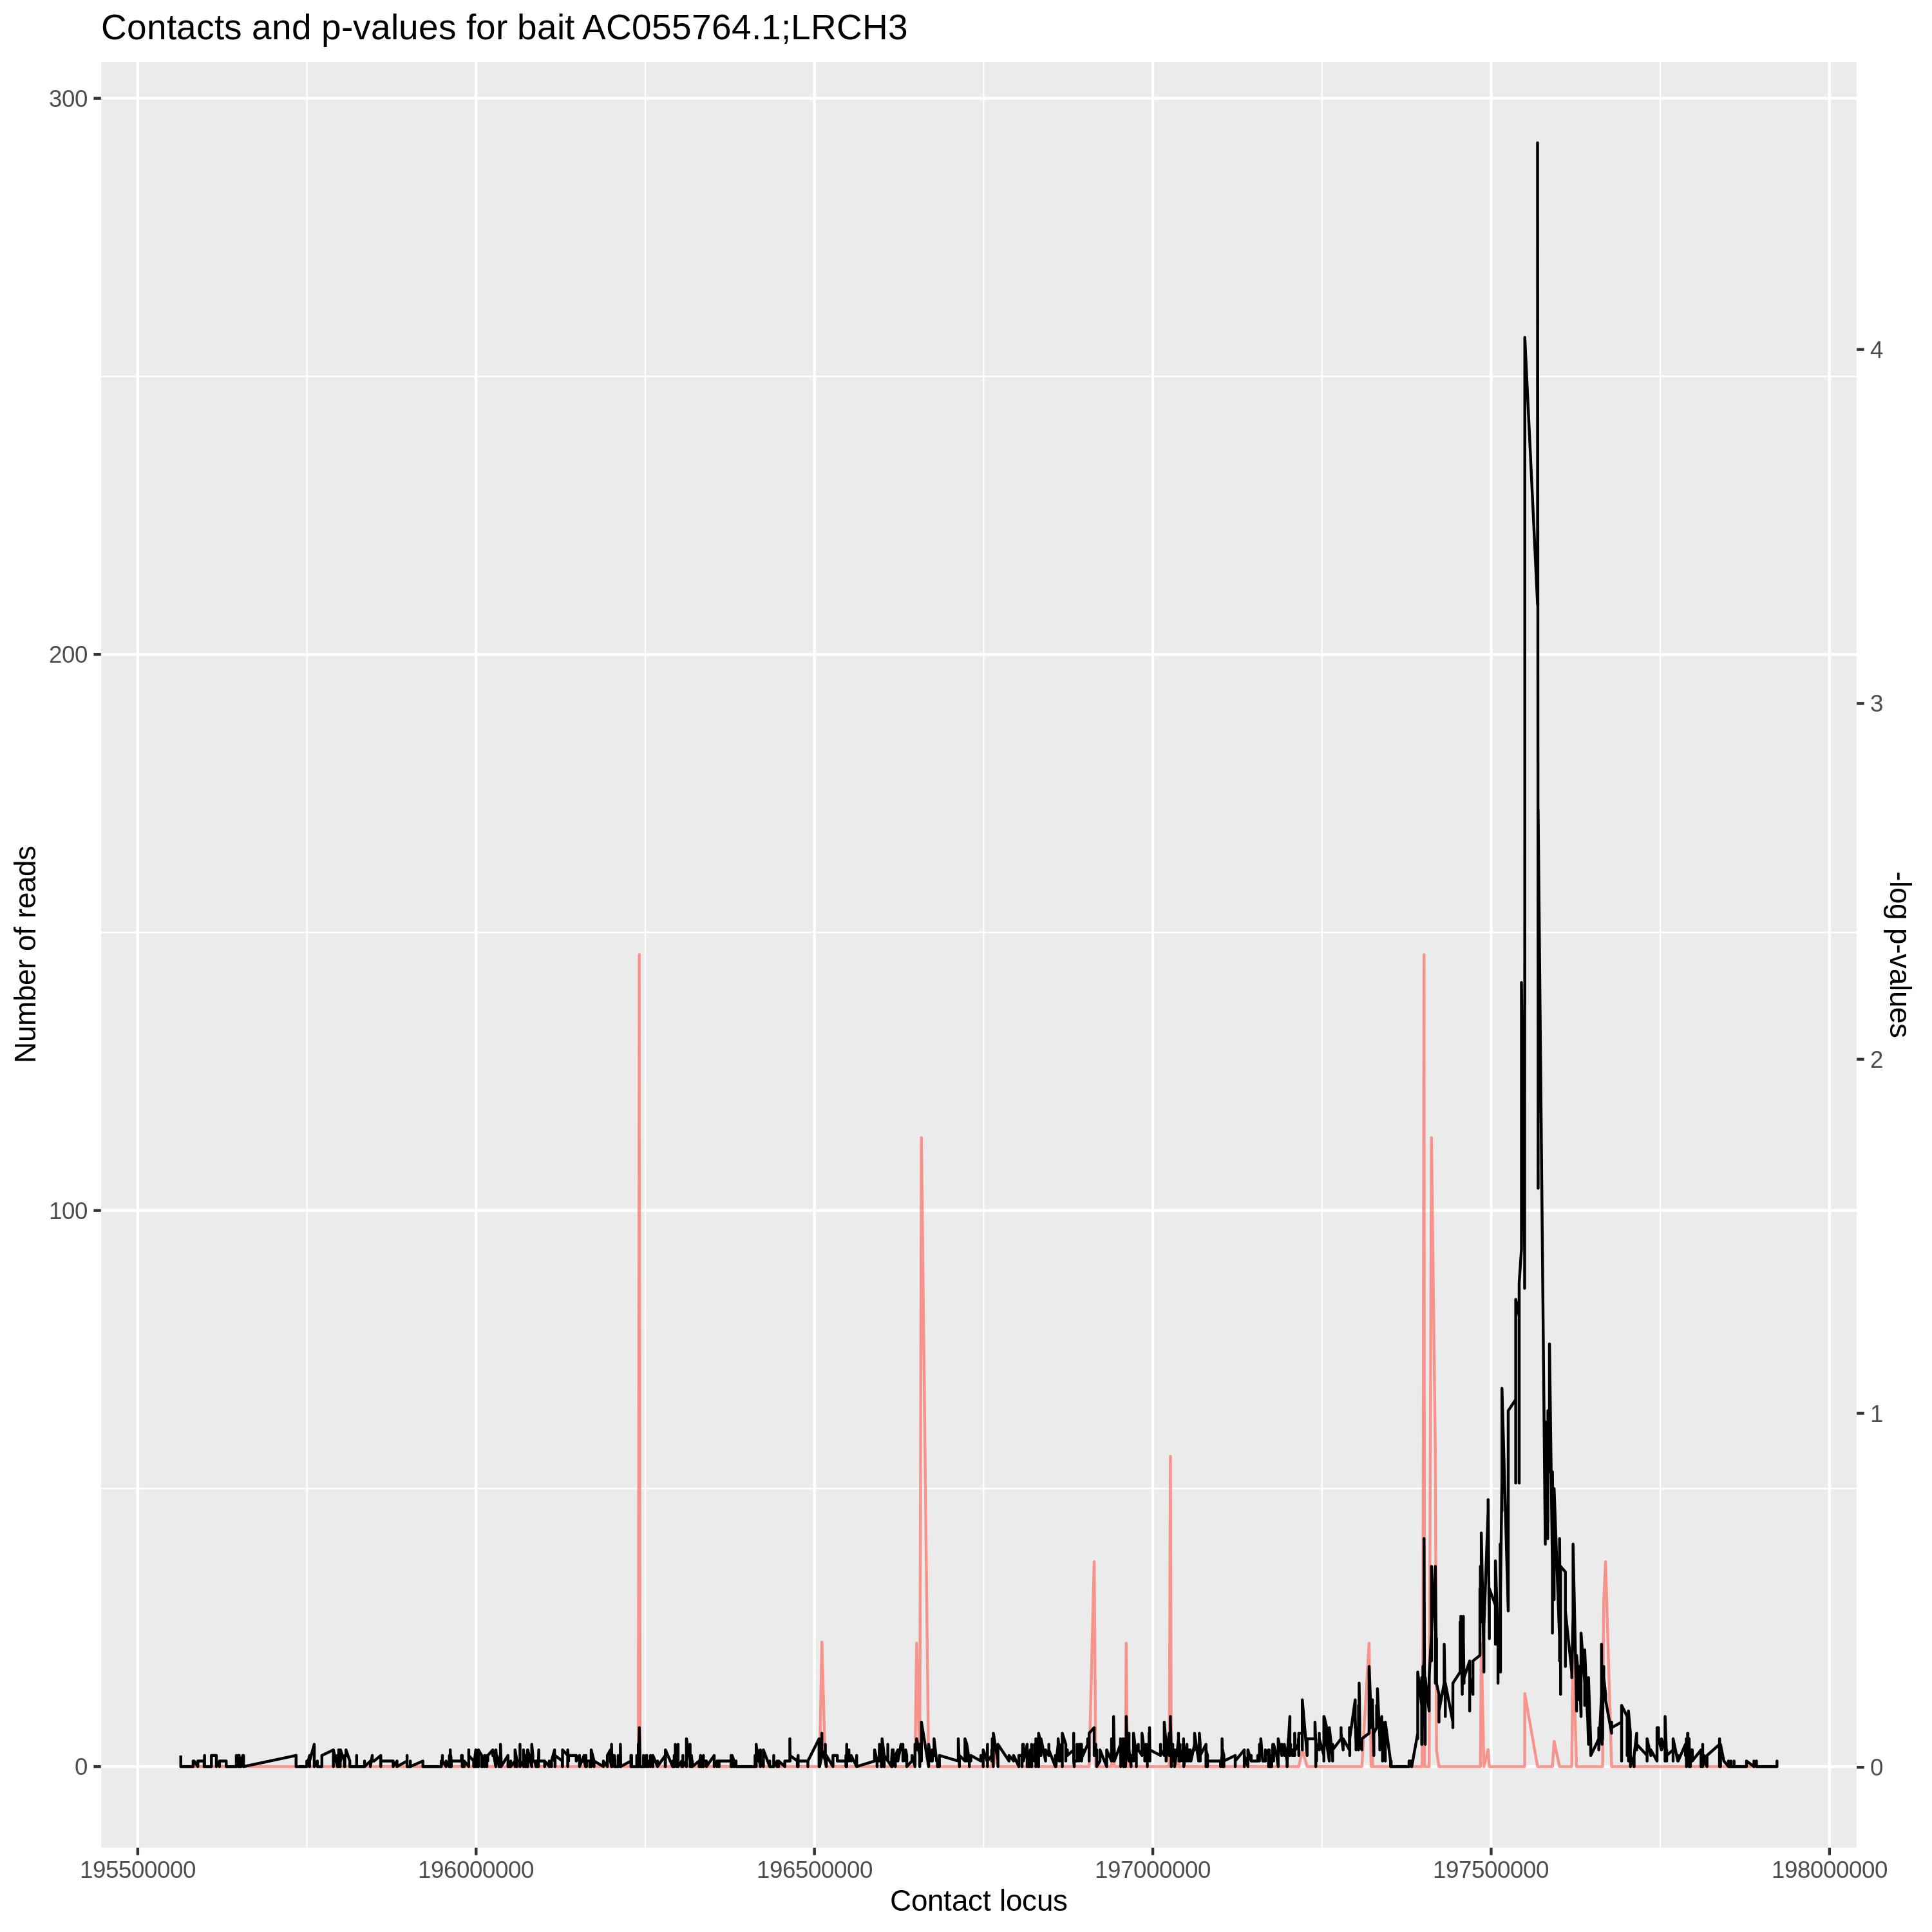 Contacts and p-values for bait AC055764.1;LRCH3
300
200
100
0
Number of reads
4
3
2
1
0
-log p-values
195500000 196000000 196500000 197000000 197500000 198000000
Contact locus